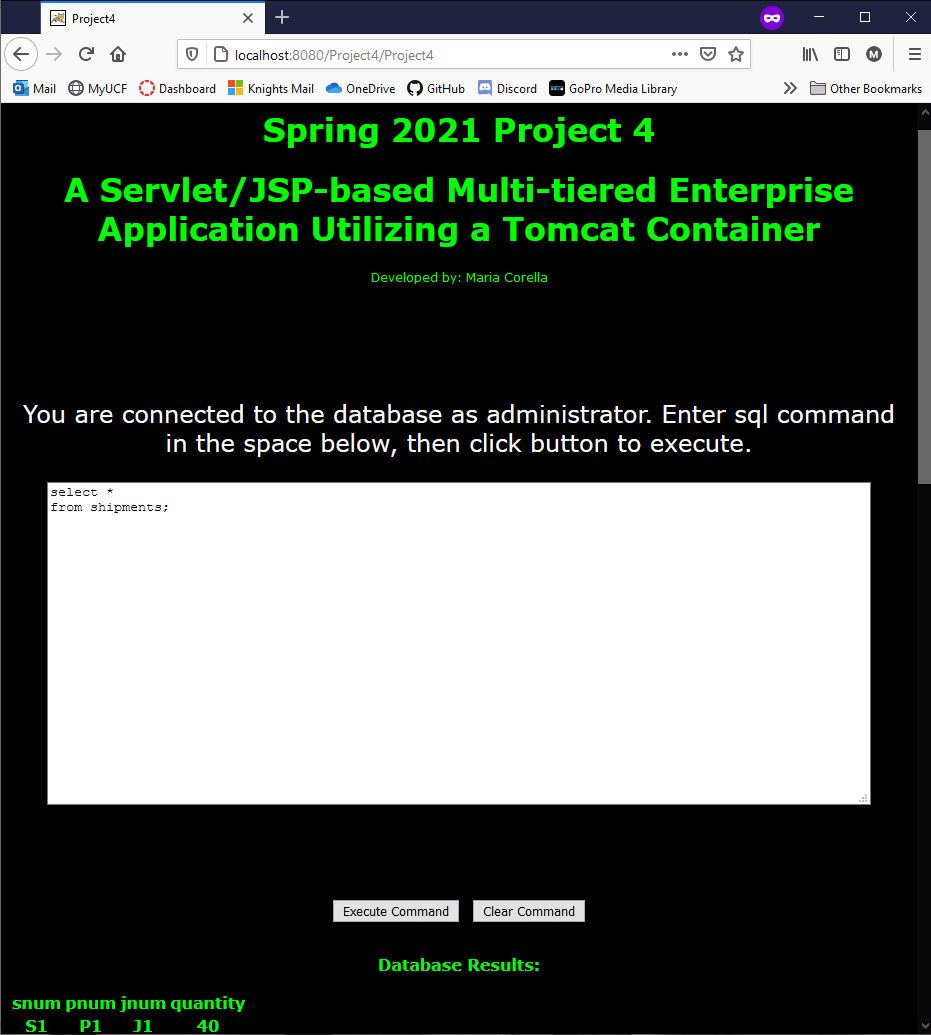 Project4
localhost:8080/Project4/Project4
M
Mail MyUCF Dashboard Knights Mail OneDrive GitHub Discord GoPro Media Library Other Bookmarks
Spring 2021 Project 4
A Servlet/JSP-based Multi-tiered Enterprise
Application Utilizing a Tomcat Container
Developed by: Maria Corella
You are connected to the database as administrator. Enter sql command
in the space below, then click button to execute.
select *
from shipments;
Execute Command Clear Command
Database Results:
snum pnum jnum quantity
S1 P1 J1 40